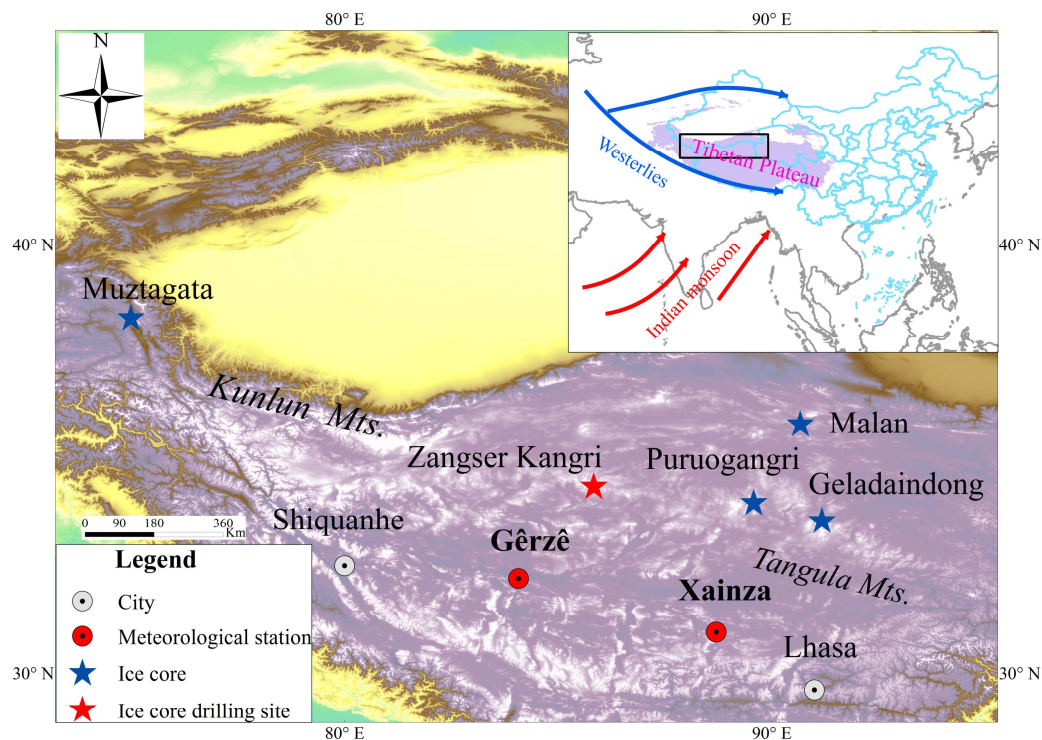 80° E
90° E
N
Westerlies
Tibetan Plateau
Indian monsoon
40° N
40° N
Muztagata
Kunlun Mts.
Malan
Zangser Kangri
Puruogangri
Geladaindong
Shiquanhe
0 90 180 360
Km
Gêrzê
Tangula Mts.
Xainza
Lhasa
Legend
City
Meteorological station
Ice core
Ice core drilling site
30° N
30° N
80° E
90° E